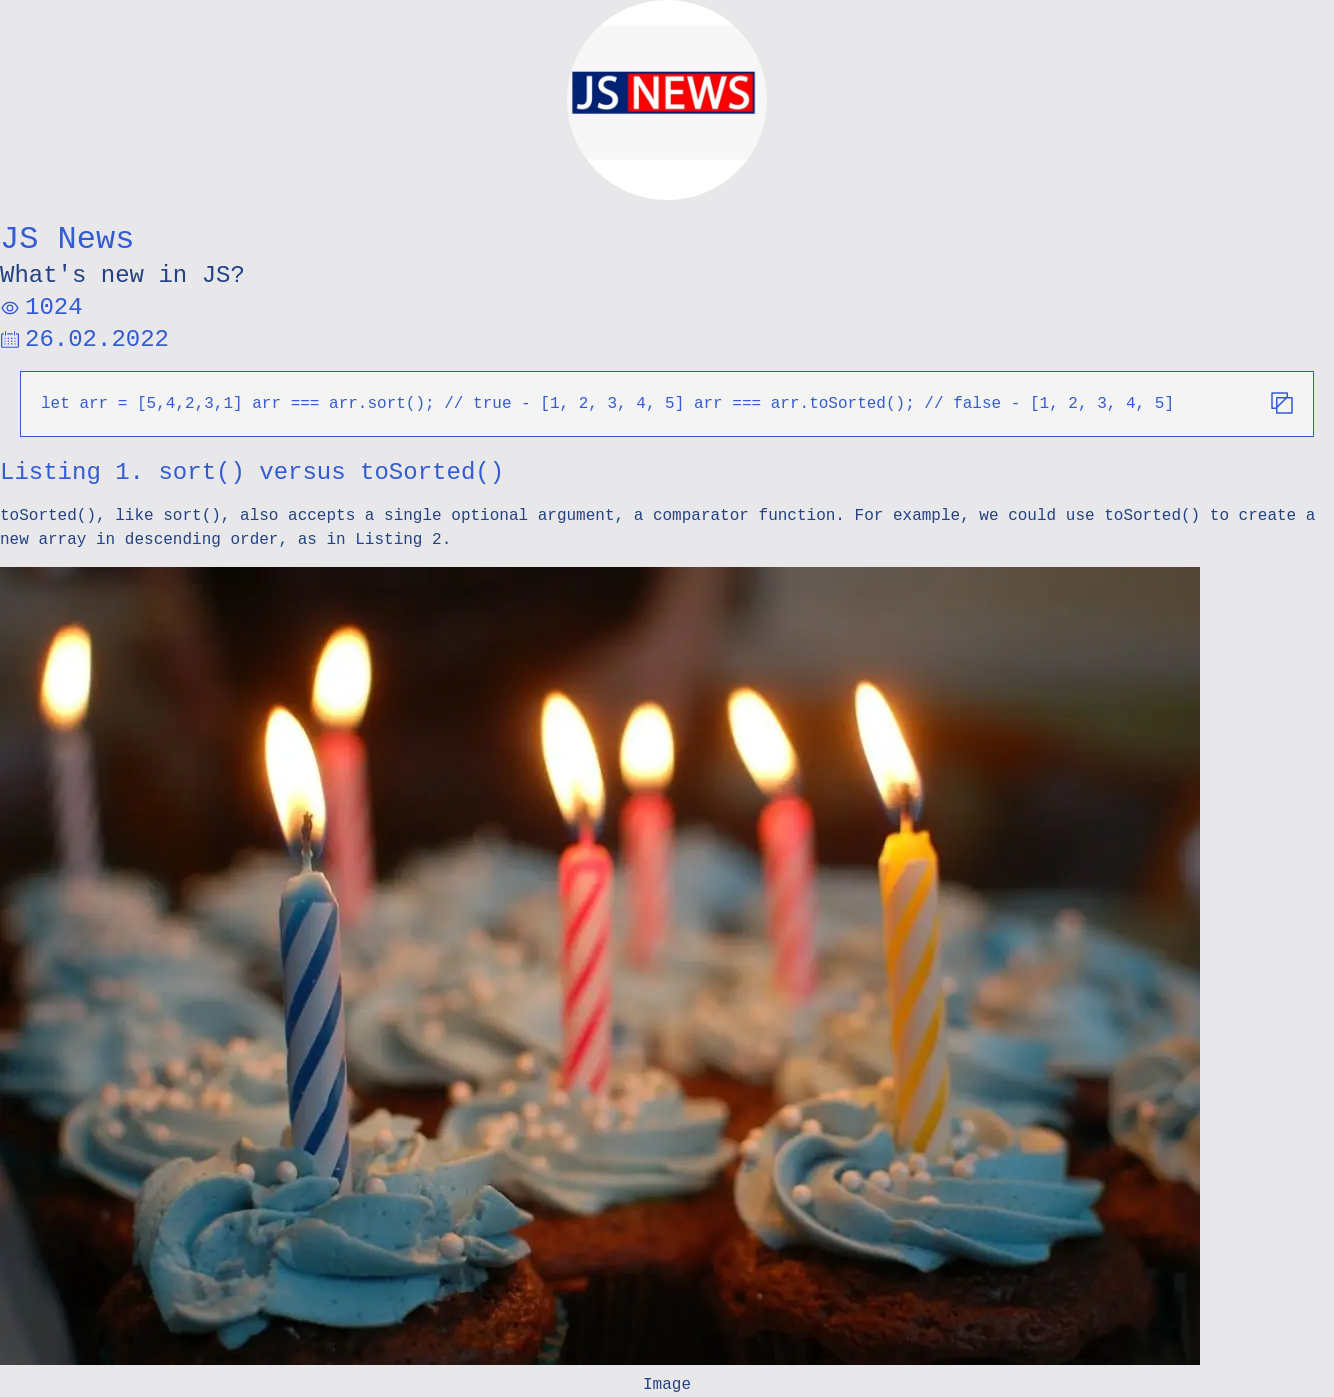 JS NEWS
JS News
What's new in JS?
1024
26.02.2022
let arr = [5,4,2,3,1] arr === arr.sort(); // true - [1, 2, 3, 4, 5] arr === arr.toSorted(); // false - [1, 2, 3, 4, 5]
Listing 1. sort() versus toSorted()
toSorted(), like sort(), also accepts a single optional argument, a comparator function. For example, we could use toSorted() to create a
new array in descending order, as in Listing 2.
Image